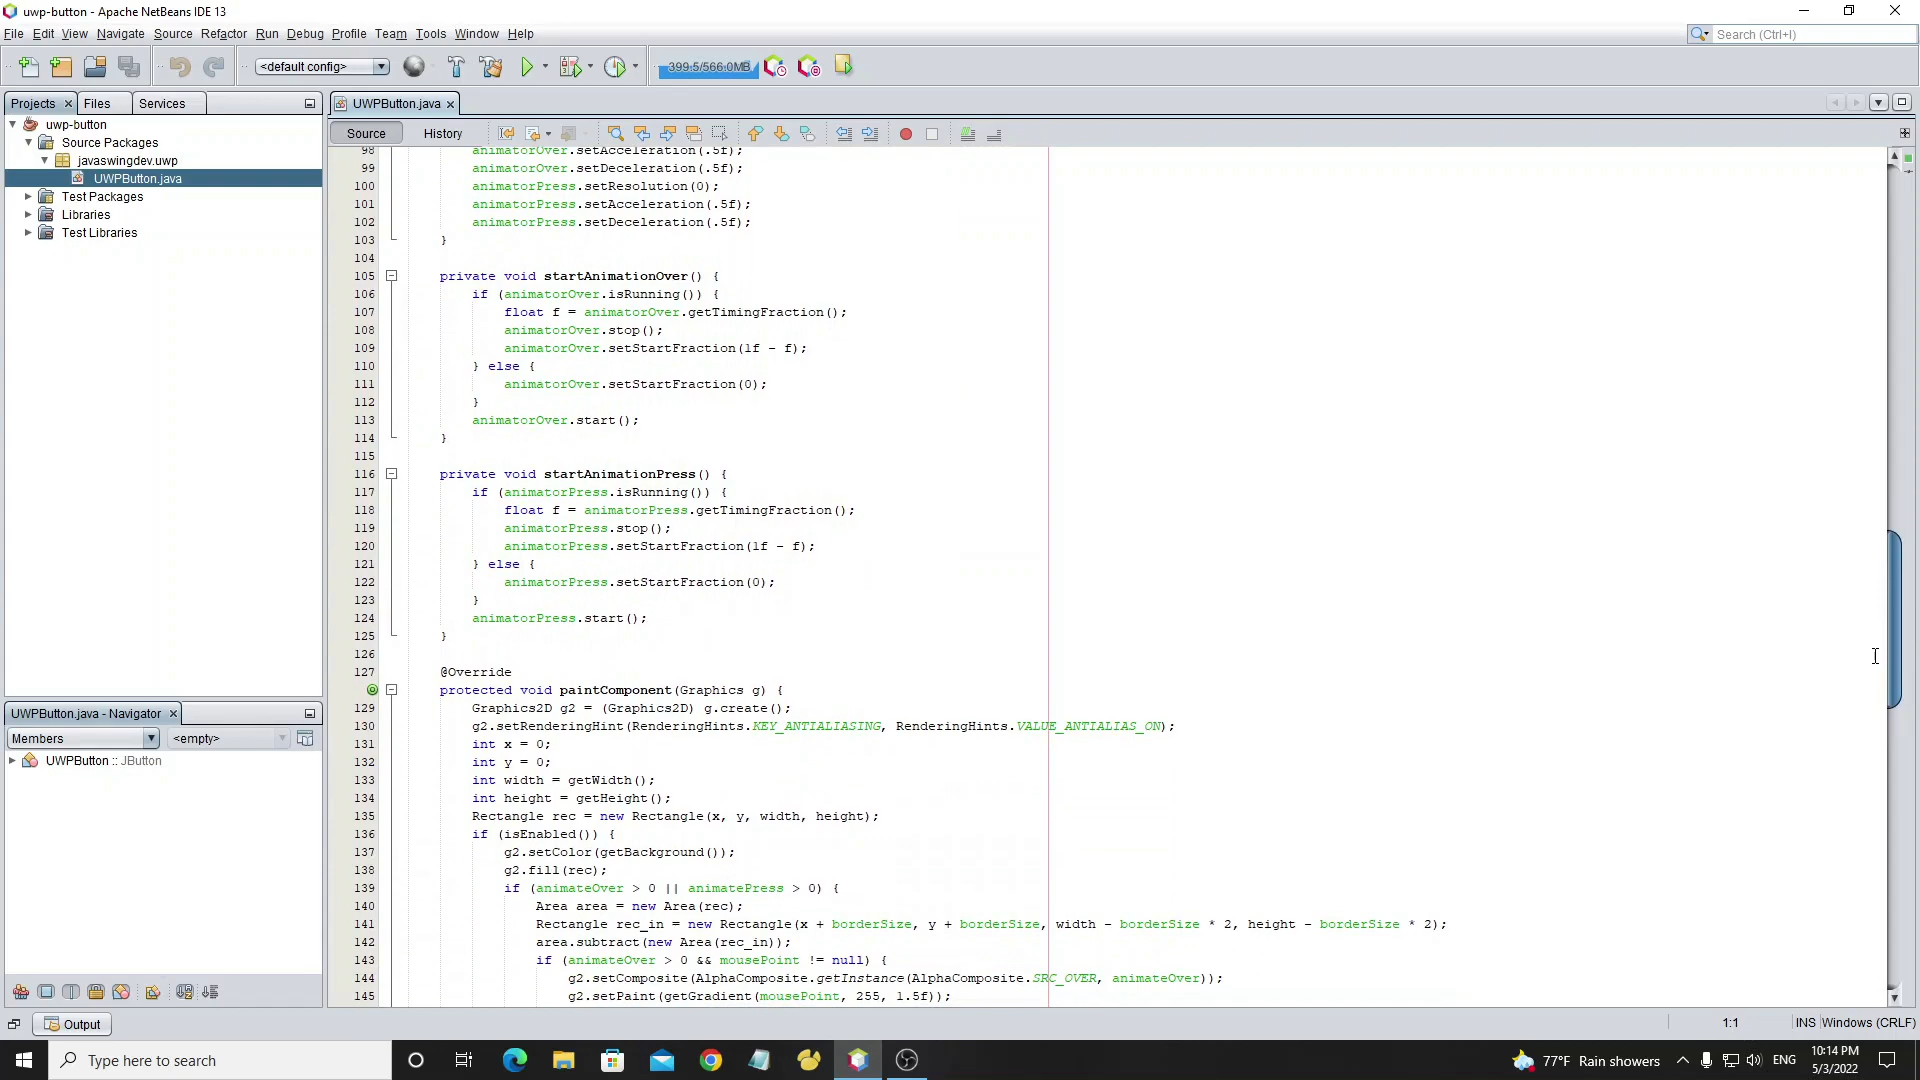 uwp-button - Apache NetBeans IDE 13
File Edit View Navigate Source Refactor Run Debug Profile Team Tools Window Help
Search (Ctrl+I)
<default config>
399.5/566.0MB
Projects Files Services
UWPButton.java
uwp-button
Source Packages
javaswingdev.uwp
UWPButton.java
Test Packages
Libraries
Test Libraries
Source History
98 animatorOver.setAcceleration(.5f);
99 animatorOver.setDeceleration(.5f);
100 animatorPress.setResolution(0);
101 animatorPress.setAcceleration(.5f);
102 animatorPress.setDeceleration(.5f);
103 }
104
105 private void startAnimationOver() {
106 if (animatorOver.isRunning()) {
107 float f = animatorOver.getTimingFraction();
108 animatorOver.stop();
109 animatorOver.setStartFraction(1f - f);
110 } else {
111 animatorOver.setStartFraction(0);
112 }
113 animatorOver.start();
114 }
115
116 private void startAnimationPress() {
117 if (animatorPress.isRunning()) {
118 float f = animatorPress.getTimingFraction();
119 animatorPress.stop();
120 animatorPress.setStartFraction(1f - f);
121 } else {
122 animatorPress.setStartFraction(0);
123 }
124 animatorPress.start();
125 }
126
127 @Override
protected void paintComponent(Graphics g) {
129 Graphics2D g2 = (Graphics2D) g.create();
130 g2.setRenderingHint(RenderingHints.KEY_ANTIALIASING, RenderingHints.VALUE_ANTIALIAS_ON);
131 int x = 0;
132 int y = 0;
133 int width = getWidth();
134 int height = getHeight();
135 Rectangle rec = new Rectangle(x, y, width, height);
136 if (isEnabled()) {
137 g2.setColor(getBackground());
138 g2.fill(rec);
139 if (animateOver > 0 || animatePress > 0) {
140 Area area = new Area(rec);
141 Rectangle rec_in = new Rectangle(x + borderSize, y + borderSize, width - borderSize * 2, height - borderSize * 2);
142 area.subtract(new Area(rec_in));
143 if (animateOver > 0 && mousePoint != null) {
144 g2.setComposite(AlphaComposite.getInstance(AlphaComposite.SRC_OVER, animateOver));
145 g2.setPaint(getGradient(mousePoint, 255, 1.5f));
UWPButton.java - Navigator
Members
<empty>
UWPButton :: JButton
Output
1:1
INS
Windows (CRLF)
Type here to search
77°F Rain showers
ENG
10:14 PM
5/3/2022